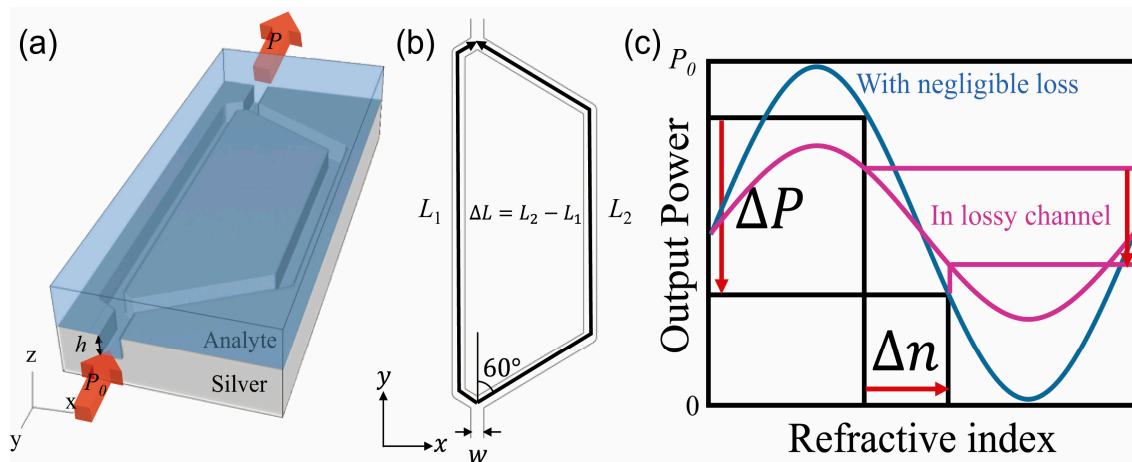 (a)
P
h
P₀
Analyte
Silver
z
x
y
(b)
L₁
ΔL = L₂ − L₁
L₂
60°
y
x
w
(c)
P₀
With negligible loss
ΔP
In lossy channel
Δn
Output Power
0
Refractive index